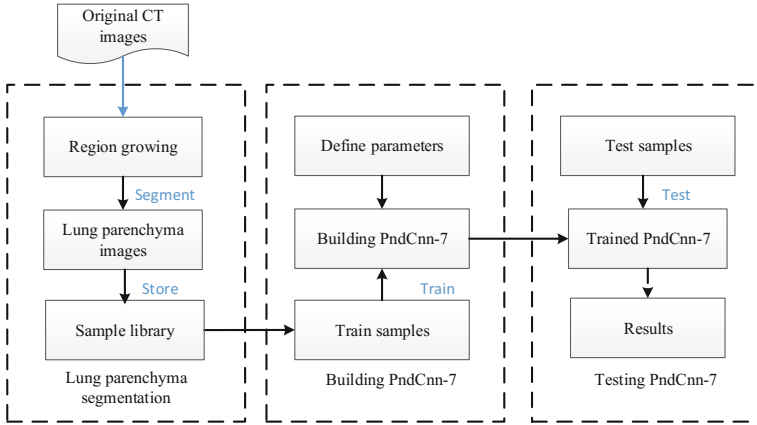 Original CT
images
Region growing
Segment
Lung parenchyma
images
Store
Sample library
Lung parenchyma
segmentation
Define parameters
Building PndCnn-7
Train
Train samples
Building PndCnn-7
Test samples
Test
Trained PndCnn-7
Results
Testing PndCnn-7